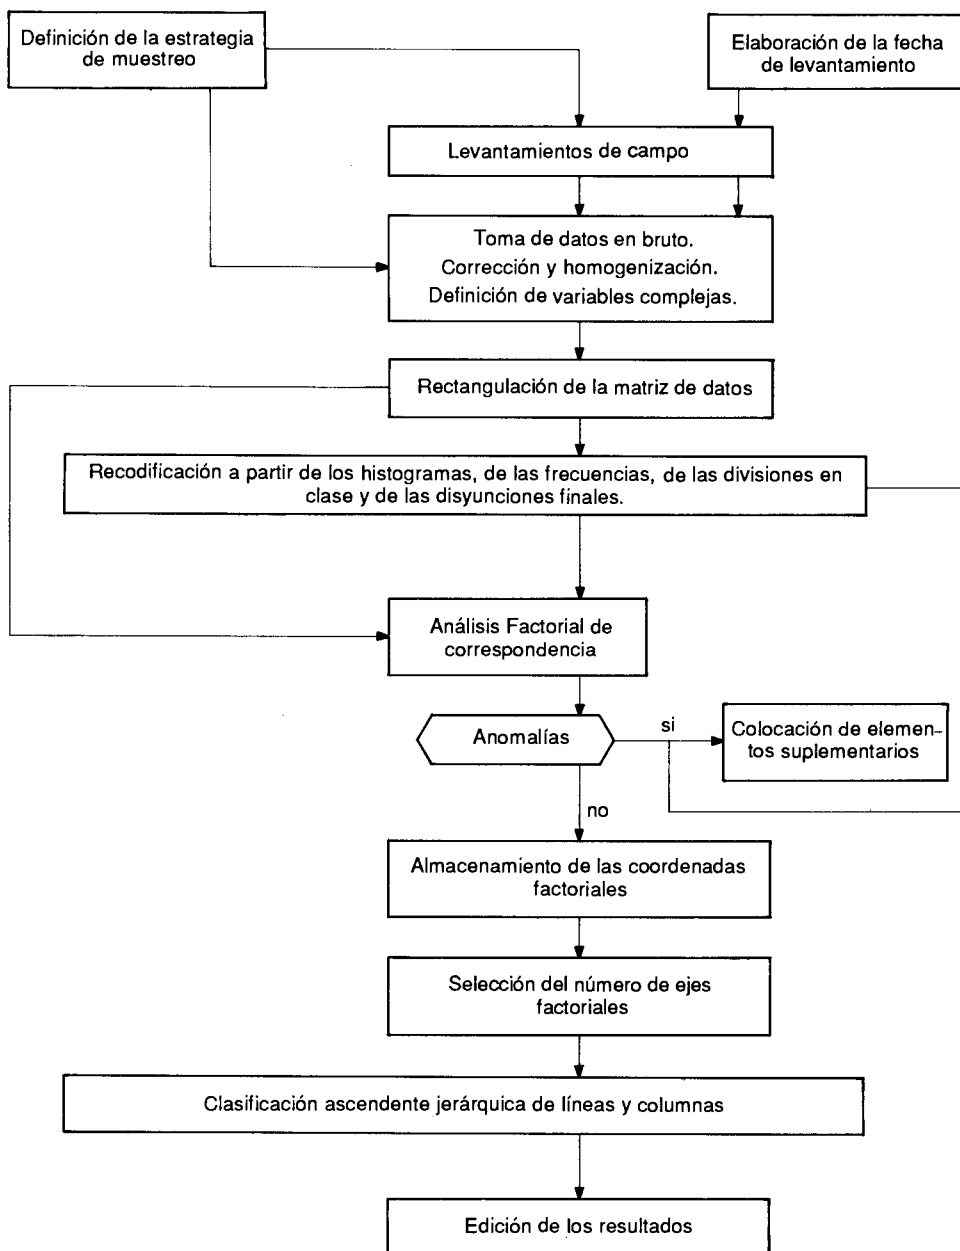 Definición de la estrategia
de muestreo
Elaboración de la fecha
de levantamiento
Levantamientos de campo
Toma de datos en bruto.
Corrección y homogenización.
Definición de variables complejas.
Rectangulación de la matriz de datos
Recodificación a partir de los histogramas, de las frecuencias, de las divisiones en
clase y de las disyunciones finales.
Análisis Factorial de
correspondencia
Anomalías
si
Colocación de elemen-
tos suplementarios
no
Almacenamiento de las coordenadas
factoriales
Selección del número de ejes
factoriales
Clasificación ascendente jerárquica de líneas y columnas
Edición de los resultados